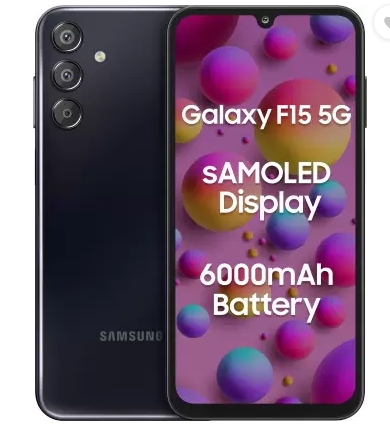 Galaxy F15 5G
sAMOLED
Display
6000mAh
Battery
SAMSUNG